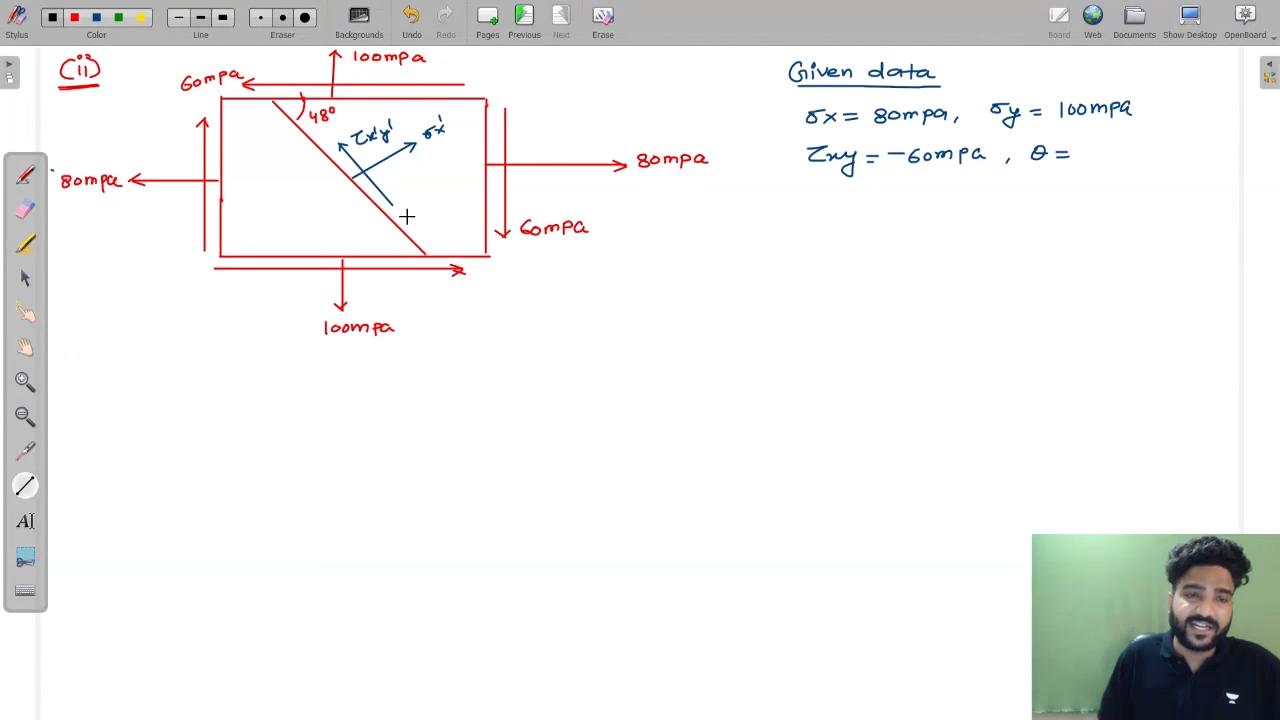 Stylus
Color
Line
Eraser
Backgrounds
Undo
Redo
Pages
Previous
Next
Erase
Board
Web
Documents
Show Desktop
OpenBoard
(ii)
100mpa
60mpa
48°
τx'y'
σx'
80mpa
80mpa
60mpa
100mpa
Given data
σx = 80mpa, σy = 100mpa
τxy = -60mpa , θ =